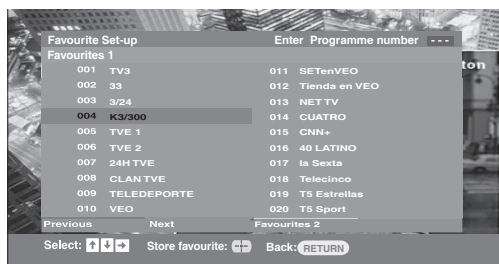 Favourite Set-up Enter Programme number - - -
Favourites 1
001 TV3
002 33
003 3/24
004 K3/300
005 TVE 1
006 TVE 2
007 24H TVE
008 CLAN TVE
009 TELEDEPORTE
010 VEO
011 SETenVEO
012 Tienda en VEO
013 NET TV
014 CUATRO
015 CNN+
016 40 LATINO
017 la Sexta
018 Telecinco
019 T5 Estrellas
020 T5 Sport
Previous Next Favourites 2
Select: ↑ ↓ → Store favourite: Back: RETURN
ton